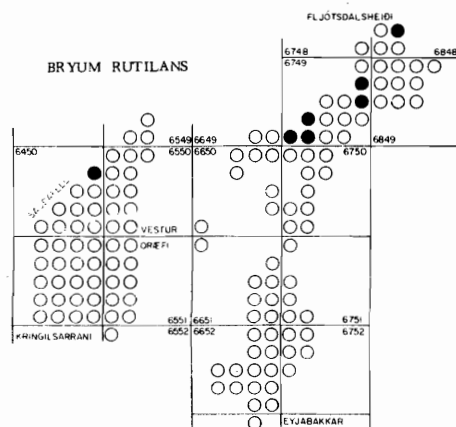 FLJÓTSDALSHEIÐI
6748 6848
6749
BRYUM RUTILANS
6549 6649 6849
6450 6550 6650 6750
VESTUR
ÖRÆFI
6551 6651 6751
KRINGILSÁRRANI 6552 6652 6752
EYJABAKKAR